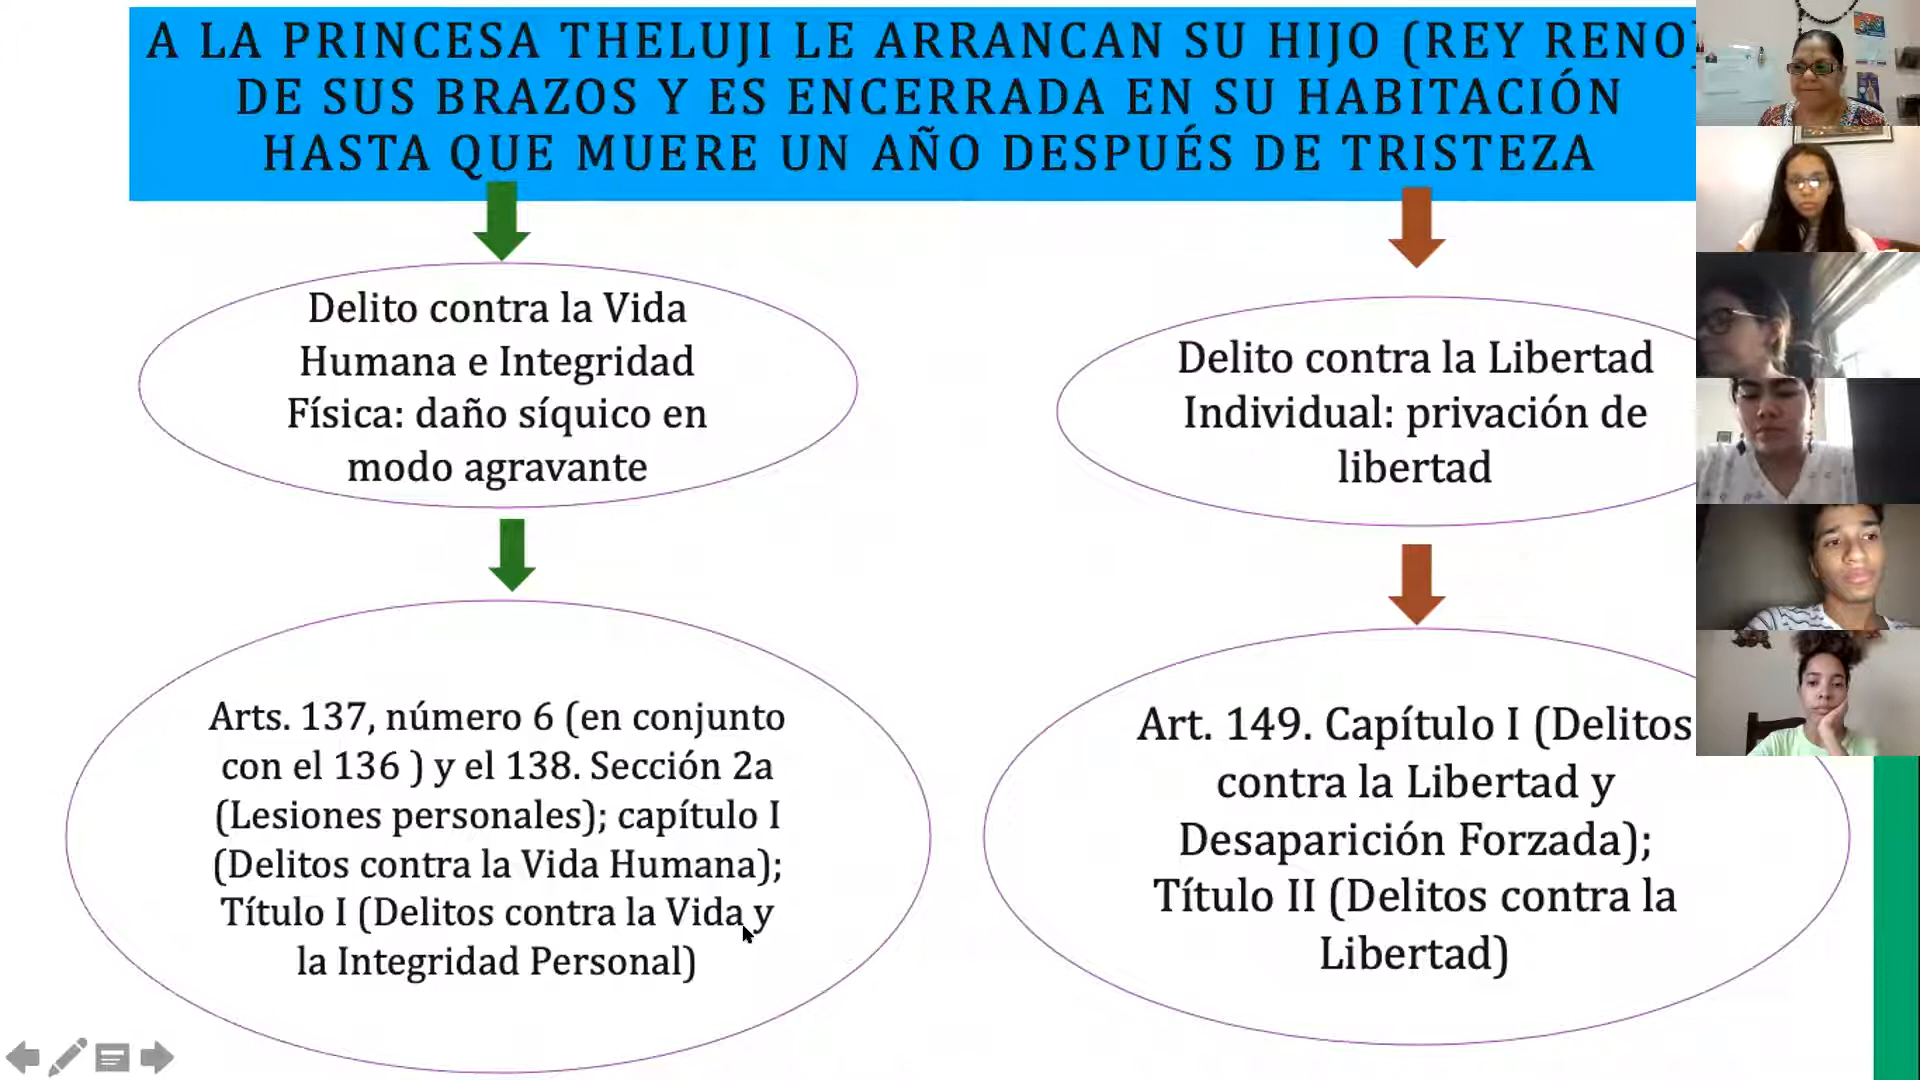 A LA PRINCESA THELUJI LE ARRANCAN SU HIJO (REY RENO)
DE SUS BRAZOS Y ES ENCERRADA EN SU HABITACIÓN
HASTA QUE MUERE UN AÑO DESPUÉS DE TRISTEZA
Delito contra la Vida
Humana e Integridad
Física: daño síquico en
modo agravante
Delito contra la Libertad
Individual: privación de
libertad
Arts. 137, número 6 (en conjunto
con el 136 ) y el 138. Sección 2a
(Lesiones personales); capítulo I
(Delitos contra la Vida Humana);
Título I (Delitos contra la Vida y
la Integridad Personal)
Art. 149. Capítulo I (Delitos
contra la Libertad y
Desaparición Forzada);
Título II (Delitos contra la
Libertad)